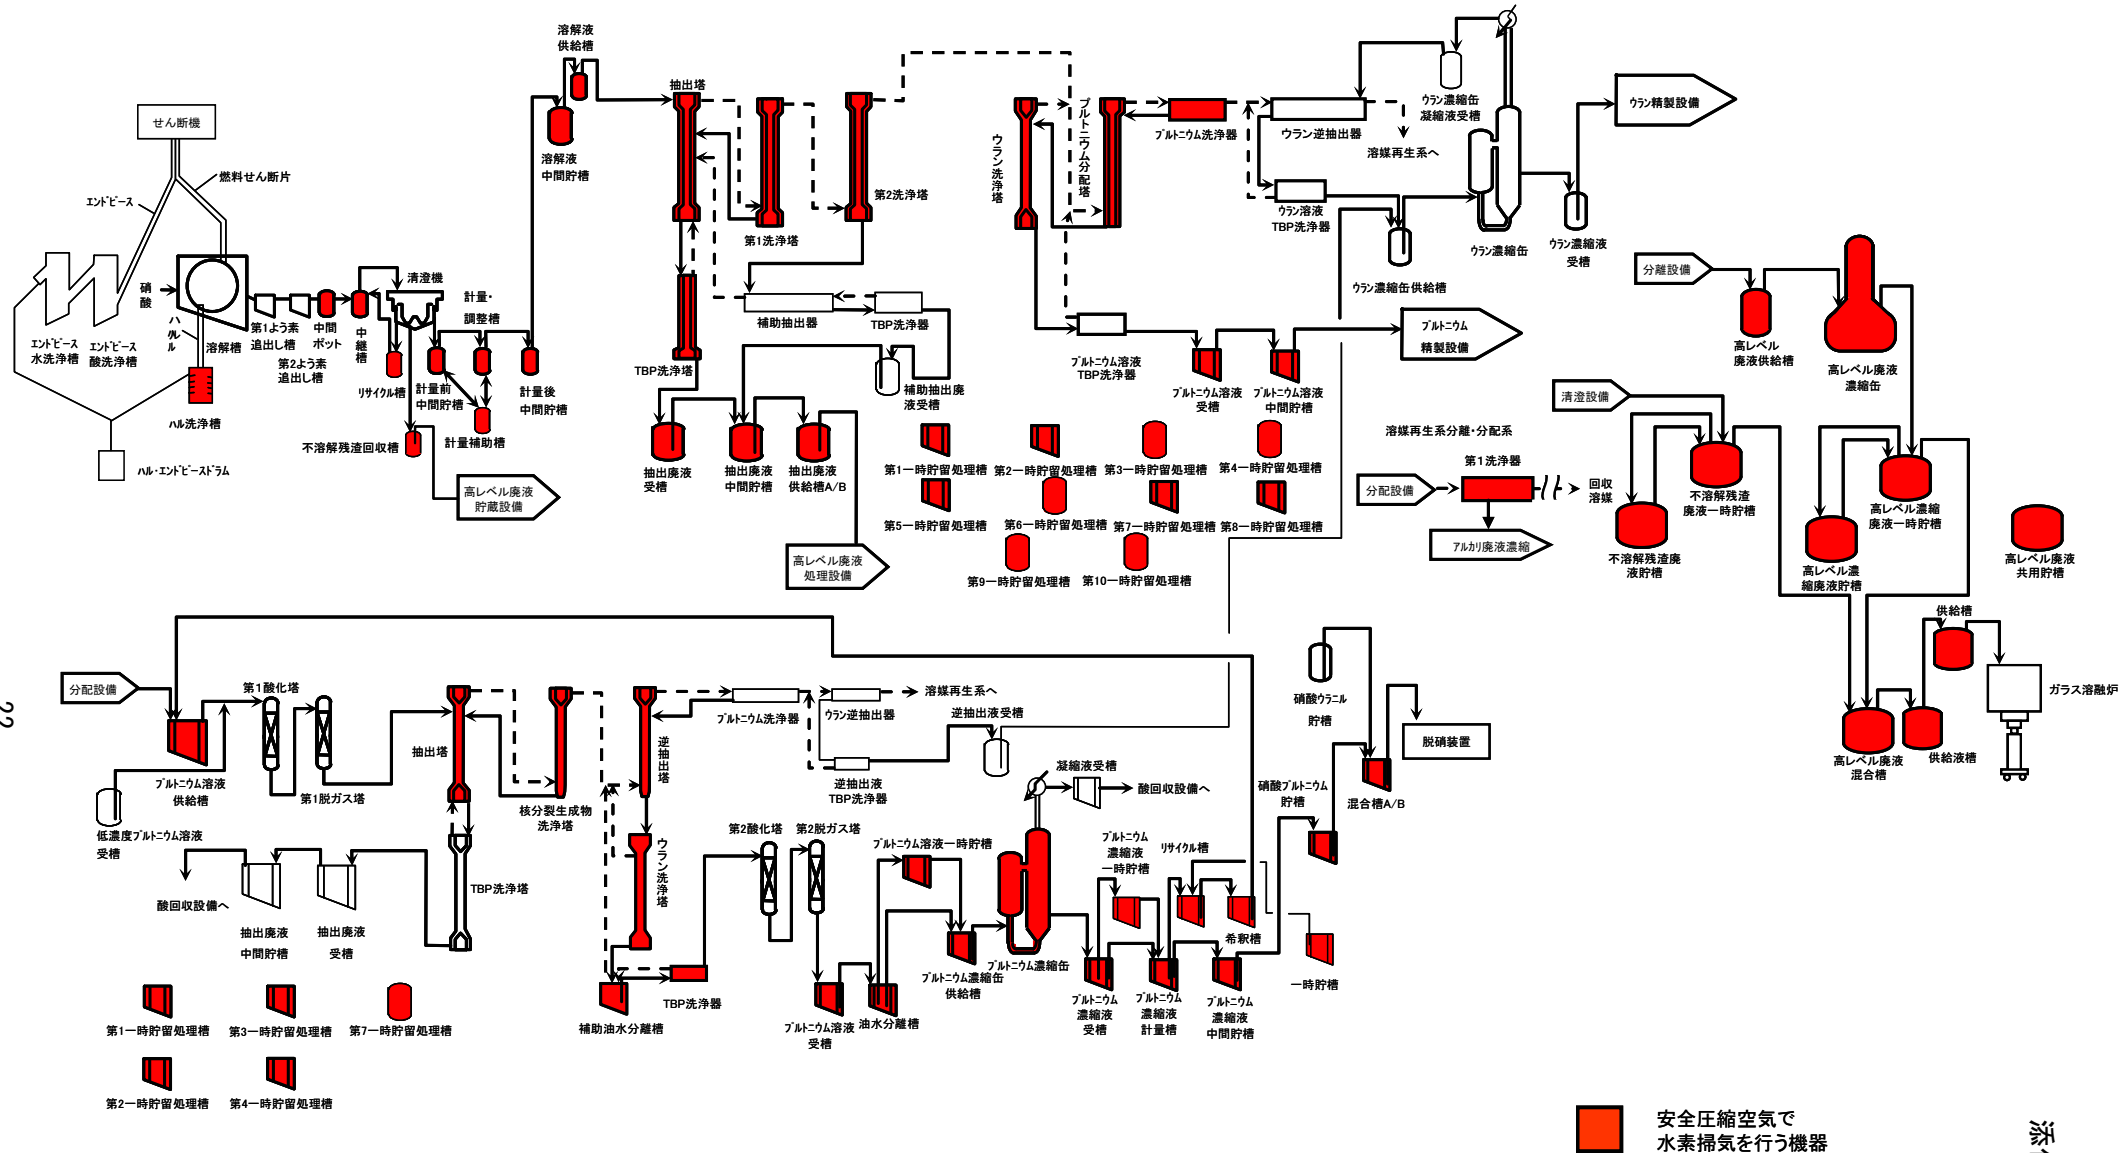 せん断機
燃料せん断片
ｴﾝﾄﾞﾋﾟｰｽ
ｴﾝﾄﾞﾋﾟｰｽ
水洗浄槽
ｴﾝﾄﾞﾋﾟｰｽ
酸洗浄槽
硝酸
ハル
溶解槽
ﾊﾙ洗浄槽
ﾊﾙ・ｴﾝﾄﾞﾋﾟｰｽﾄﾞﾗﾑ
第1よう素
追出し槽
第2よう素
追出し槽
中間
ポット
中継槽
清澄機
ﾘｻｲｸﾙ槽
不溶解残渣回収槽
計量・
調整槽
計量前
中間貯槽
計量補助槽
計量後
中間貯槽
高レベル廃液
貯蔵設備
溶解液
供給槽
溶解液
中間貯槽
抽出塔
第1洗浄塔
第2洗浄塔
TBP洗浄塔
補助抽出器
TBP洗浄器
補助抽出廃
液受槽
抽出廃液
受槽
抽出廃液
中間貯槽
抽出廃液
供給槽A/B
高レベル廃液
処理設備
ウラン洗浄塔
プルトニウム分配塔
ﾌﾟﾙﾄﾆｳﾑ洗浄器
ウラン逆抽出器
溶媒再生系へ
ｳﾗﾝ溶液
TBP洗浄器
ｳﾗﾝ濃縮缶
凝縮液受槽
ｳﾗﾝ濃縮缶供給槽
ｳﾗﾝ濃縮缶
ｳﾗﾝ濃縮液
受槽
ｳﾗﾝ精製設備
ﾌﾟﾙﾄﾆｳﾑ溶液
TBP洗浄器
ﾌﾟﾙﾄﾆｳﾑ溶液
受槽
ﾌﾟﾙﾄﾆｳﾑ溶液
中間貯槽
ﾌﾟﾙﾄﾆｳﾑ
精製設備
第1一時貯留処理槽
第2一時貯留処理槽
第3一時貯留処理槽
第4一時貯留処理槽
第5一時貯留処理槽
第6一時貯留処理槽
第7一時貯留処理槽
第8一時貯留処理槽
第9一時貯留処理槽
第10一時貯留処理槽
溶媒再生系分離・分配系
第1洗浄器
分配設備
回収
溶媒
ｱﾙｶﾘ廃液濃縮
分離設備
高レベル
廃液供給槽
高レベル廃液
濃縮缶
清澄設備
不溶解残渣
廃液一時貯槽
不溶解残渣廃
液貯槽
高レベル濃縮
廃液一時貯槽
高レベル濃
縮廃液貯槽
高レベル廃液
共用貯槽
供給槽
高レベル廃液
混合槽
供給液槽
ガラス溶融炉
分配設備
ﾌﾟﾙﾄﾆｳﾑ溶液
供給槽
低濃度ﾌﾟﾙﾄﾆｳﾑ溶液
受槽
第1酸化塔
第1脱ガス塔
抽出塔
TBP洗浄塔
核分裂生成物
洗浄塔
酸回収設備へ
抽出廃液
中間貯槽
抽出廃液
受槽
逆抽出塔
ウラン洗浄塔
ﾌﾟﾙﾄﾆｳﾑ洗浄器
ｳﾗﾝ逆抽出器
溶媒再生系へ
逆抽出液
TBP洗浄器
逆抽出液受槽
補助油水分離槽
TBP洗浄器
第2酸化塔
第2脱ガス塔
ﾌﾟﾙﾄﾆｳﾑ溶液
受槽
油水分離槽
ﾌﾟﾙﾄﾆｳﾑ溶液一時貯槽
ﾌﾟﾙﾄﾆｳﾑ濃縮缶
供給槽
ﾌﾟﾙﾄﾆｳﾑ濃縮缶
凝縮液受槽
酸回収設備へ
ﾌﾟﾙﾄﾆｳﾑ
濃縮液
受槽
ﾌﾟﾙﾄﾆｳﾑ
濃縮液
一時貯槽
ﾌﾟﾙﾄﾆｳﾑ
濃縮液
計量槽
ﾘｻｲｸﾙ槽
希釈槽
ﾌﾟﾙﾄﾆｳﾑ
濃縮液
中間貯槽
一時貯槽
硝酸ｳﾗﾆﾙ
貯槽
硝酸ﾌﾟﾙﾄﾆｳﾑ
貯槽
混合槽A/B
脱硝装置
第1一時貯留処理槽
第3一時貯留処理槽
第7一時貯留処理槽
第2一時貯留処理槽
第4一時貯留処理槽
安全圧縮空気で
水素掃気を行う機器
22
添